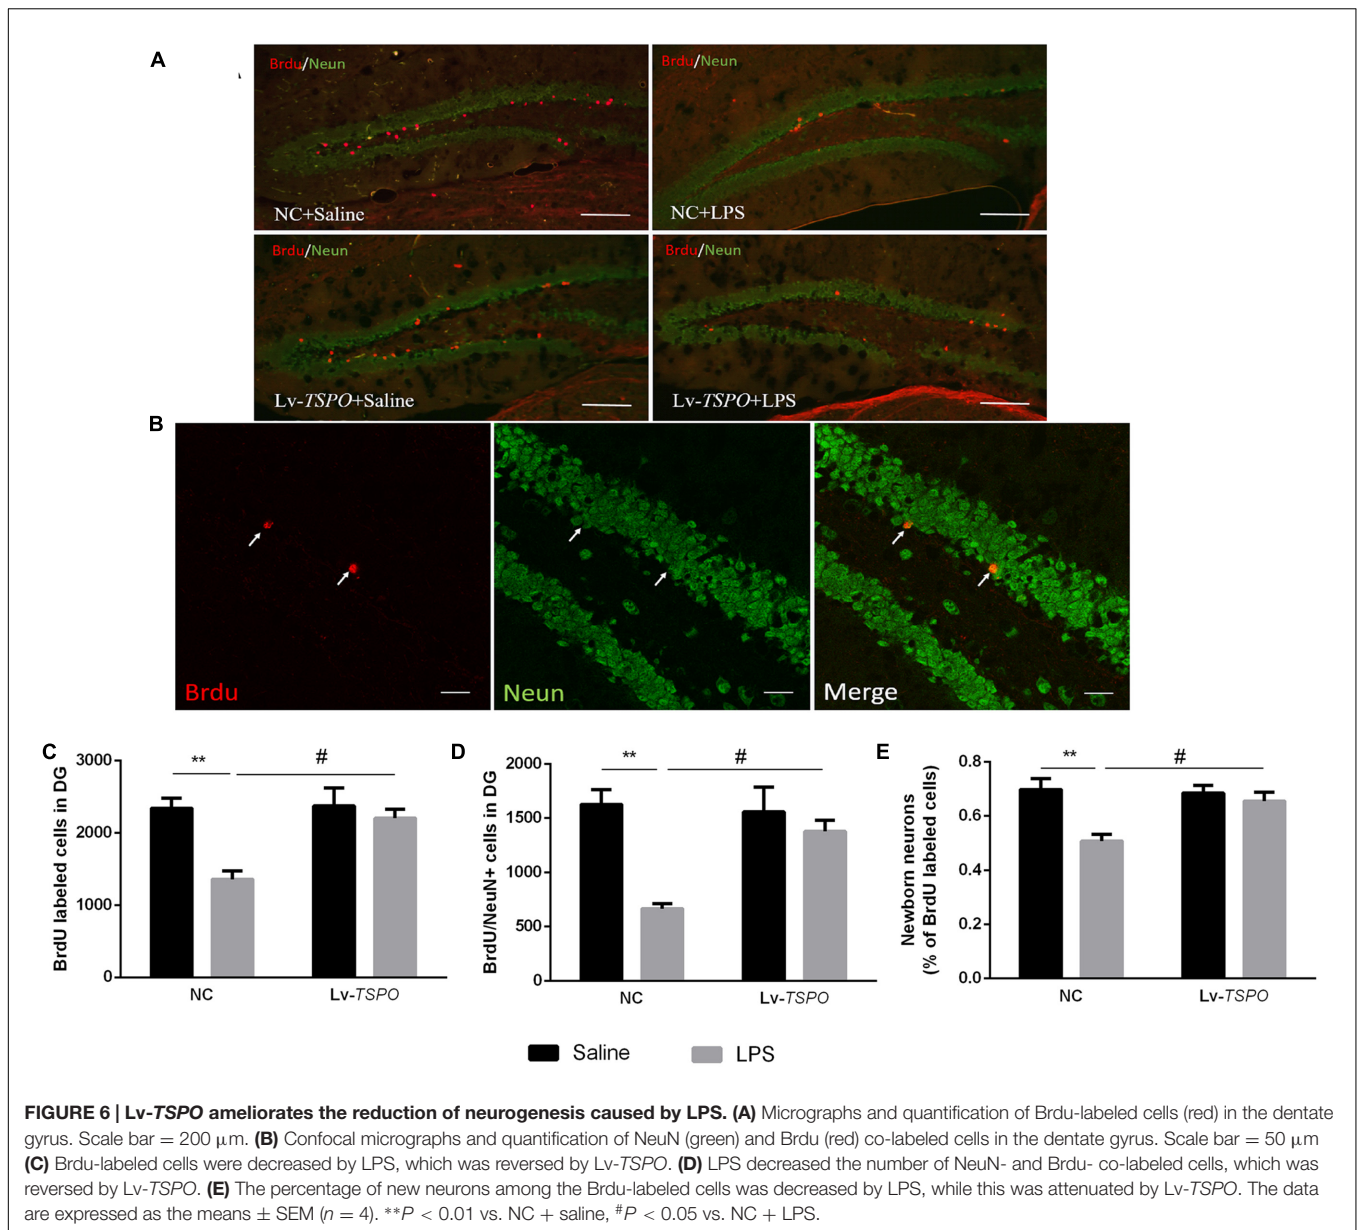 A
Brdu/Neun
NC+Saline
Brdu/Neun
NC+LPS
Brdu/Neun
Lv-TSPO+Saline
Brdu/Neun
Lv-TSPO+LPS
B
Brdu
Neun
Merge
C
BrdU labeled cells in DG
3000
2000
1000
0
**
#
NC
Lv-TSPO
D
BrdU/NeuN+ cells in DG
2000
1500
1000
500
0
**
#
NC
Lv-TSPO
E
Newborn neurons
(% of BrdU labeled cells)
0.8
0.6
0.4
0.2
0.0
**
#
NC
Lv-TSPO
Saline
LPS
FIGURE 6 | Lv-TSPO ameliorates the reduction of neurogenesis caused by LPS. (A) Micrographs and quantification of Brdu-labeled cells (red) in the dentate
gyrus. Scale bar = 200 μm. (B) Confocal micrographs and quantification of NeuN (green) and Brdu (red) co-labeled cells in the dentate gyrus. Scale bar = 50 μm
(C) Brdu-labeled cells were decreased by LPS, which was reversed by Lv-TSPO. (D) LPS decreased the number of NeuN- and Brdu- co-labeled cells, which was
reversed by Lv-TSPO. (E) The percentage of new neurons among the Brdu-labeled cells was decreased by LPS, while this was attenuated by Lv-TSPO. The data
are expressed as the means ± SEM (n = 4). **P < 0.01 vs. NC + saline, #P < 0.05 vs. NC + LPS.